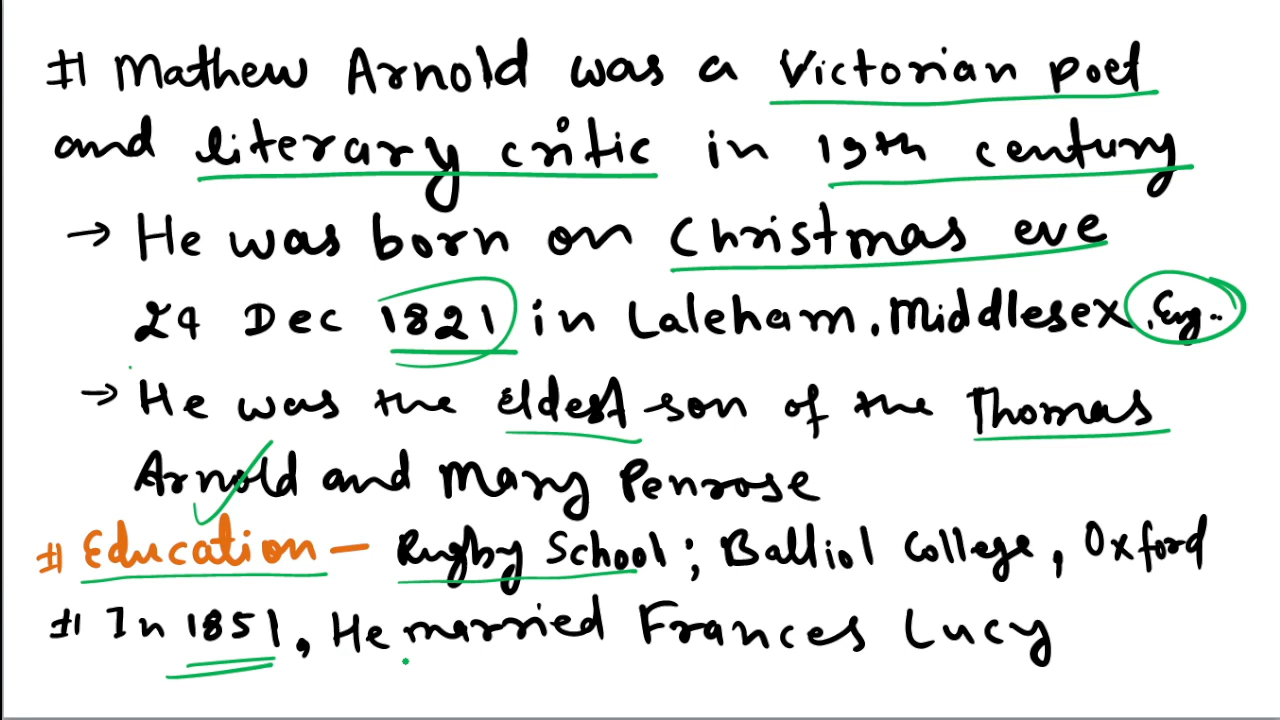 # Mathew Arnold was a Victorian poet
and literary critic in 19th century
→ He was born on Christmas eve
24 Dec 1821 in Laleham, Middlesex, Eng..
→ He was the eldest son of the Thomas
Arnold and Mary Penrose
# Education - Rugby School; Balliol College, Oxford
# In 1851, He married Frances Lucy